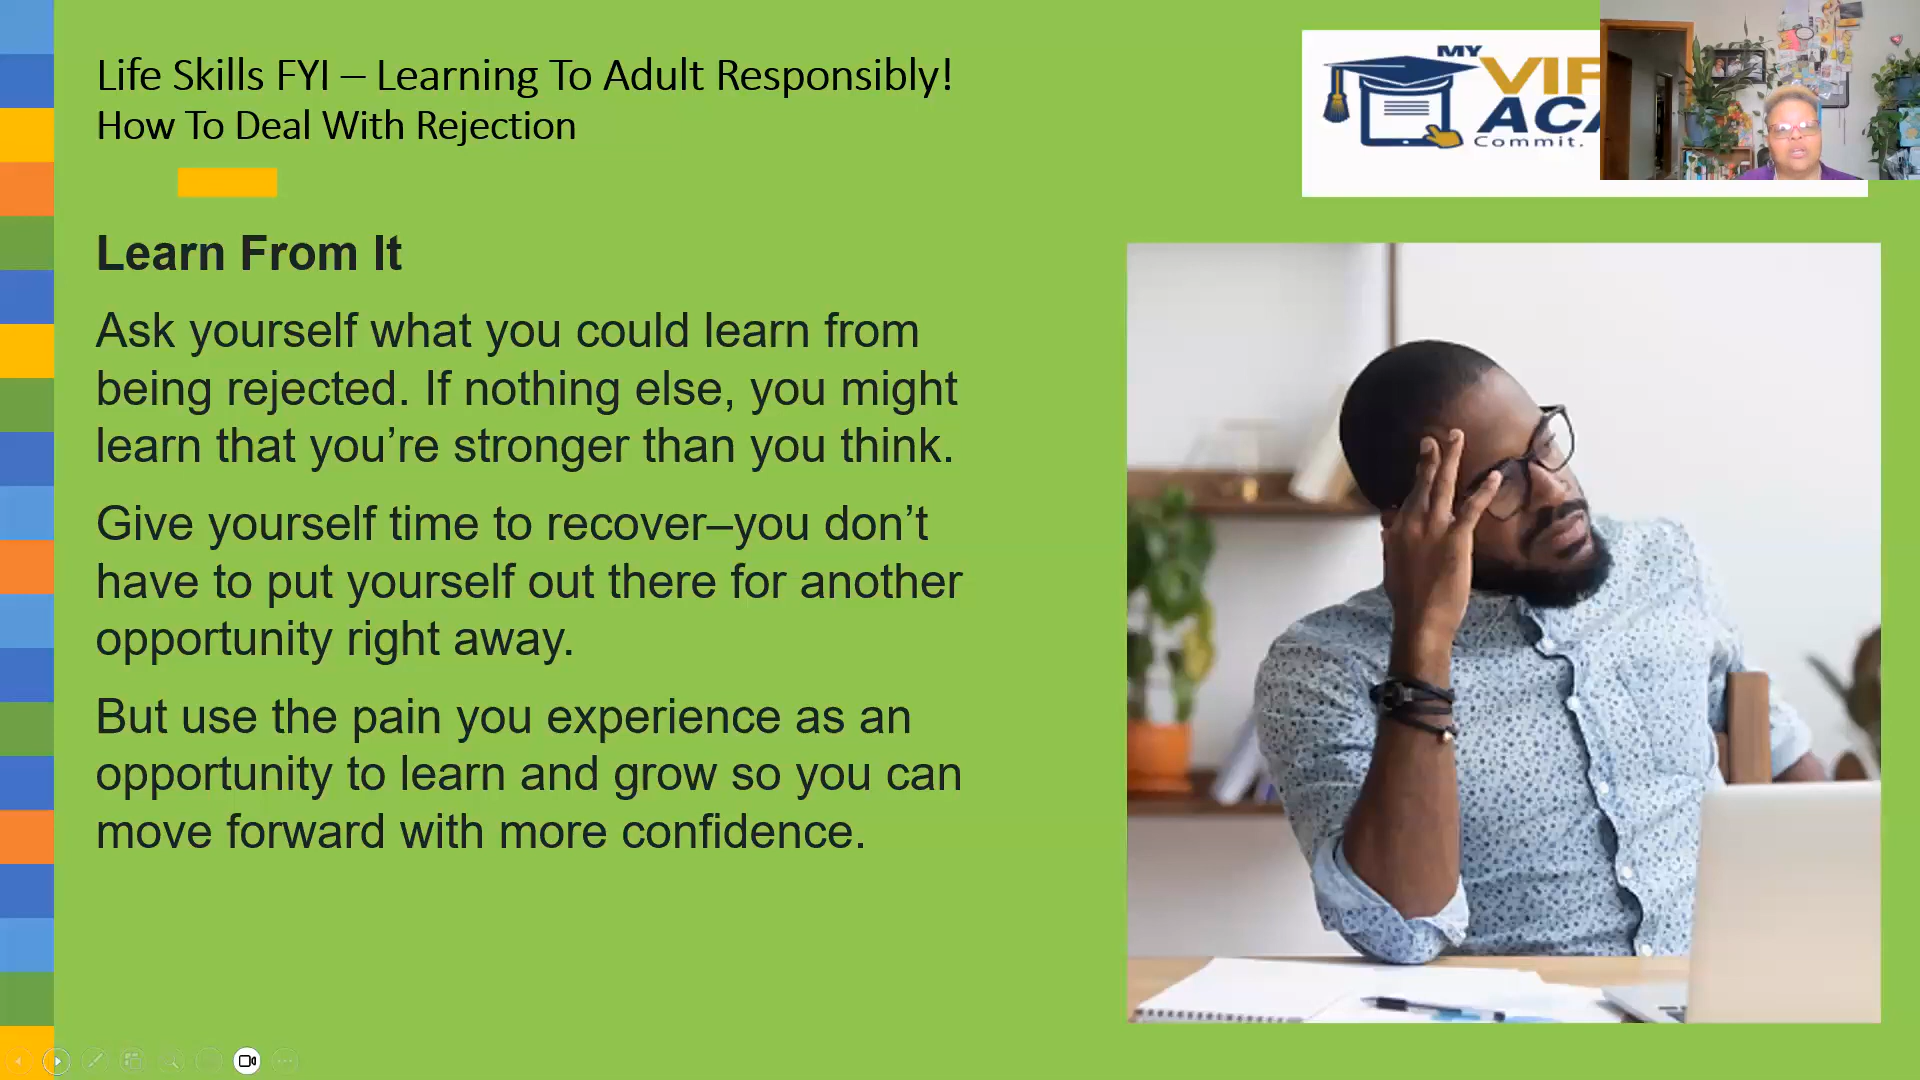 Life Skills FYI – Learning To Adult Responsibly!
How To Deal With Rejection
MY
Commit.
Learn From It
Ask yourself what you could learn from
being rejected. If nothing else, you might
learn that you’re stronger than you think.
Give yourself time to recover–you don’t
have to put yourself out there for another
opportunity right away.
But use the pain you experience as an
opportunity to learn and grow so you can
move forward with more confidence.